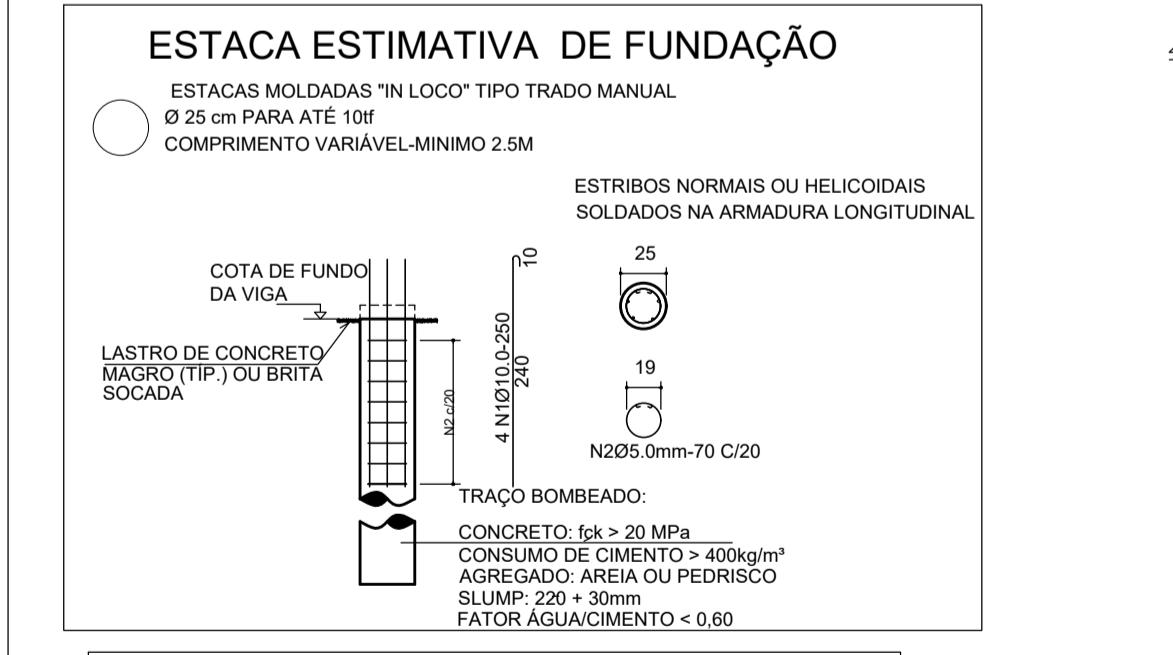 ESTACA ESTIMATIVA DE FUNDAÇÃO
ESTACAS MOLDADAS "IN LOCO" TIPO TRADO MANUAL
Ø 25 cm PARA ATÉ 10tf
COMPRIMENTO VARIÁVEL-MINIMO 2.5M
ESTRIBOS NORMAIS OU HELICOIDAIS
SOLDADOS NA ARMADURA LONGITUDINAL
COTA DE FUNDO
DA VIGA
LASTRO DE CONCRETO
MAGRO (TÍP.) OU BRITA
SOCADA
N2 c/20
4 N1Ø10.0-250
240
10
25
19
N2Ø5.0mm-70 C/20
TRAÇO BOMBEADO:
CONCRETO: fck > 20 MPa
CONSUMO DE CIMENTO > 400kg/m³
AGREGADO: AREIA OU PEDRISCO
SLUMP: 220 + 30mm
FATOR ÁGUA/CIMENTO < 0,60